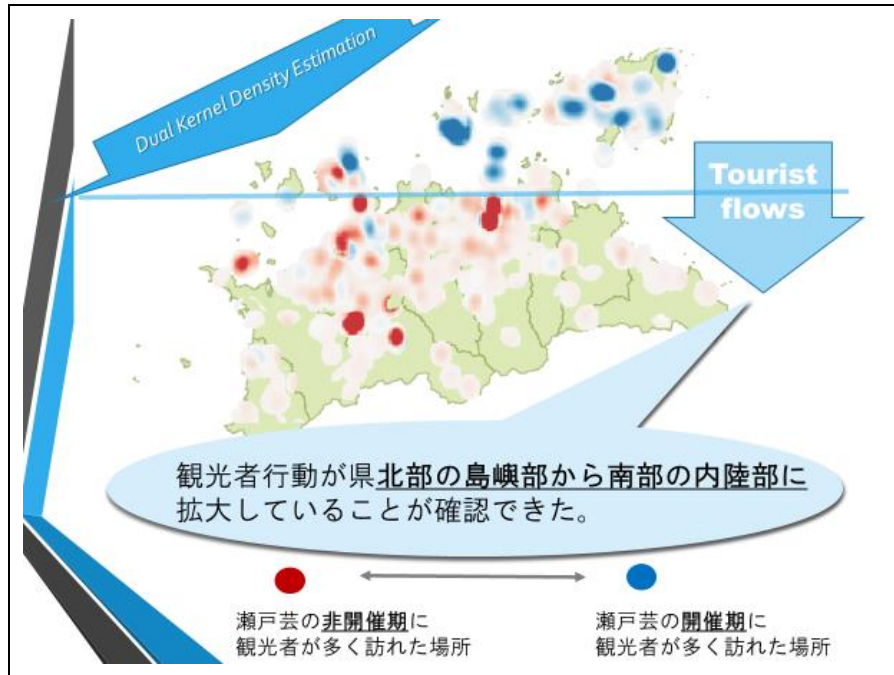 Dual Kernel Density Estimation
Tourist
flows
観光者行動が県北部の島嶼部から南部の内陸部に
拡大していることが確認できた。
瀬戸芸の非開催期に
観光者が多く訪れた場所
瀬戸芸の開催期に
観光者が多く訪れた場所